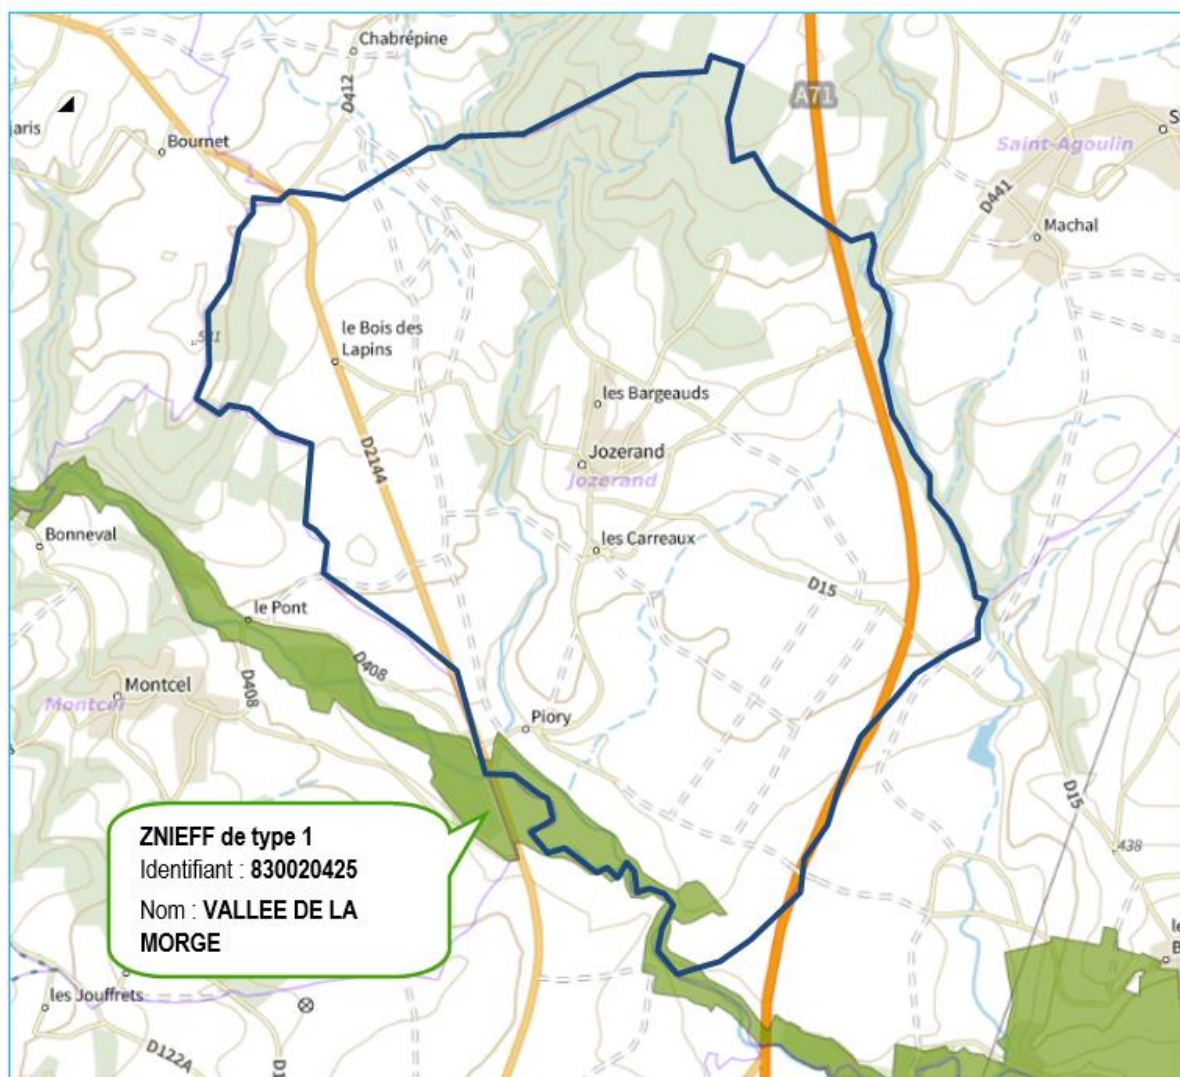 Chabrépine
D412
A71
aris
Bournet
Saint-Agoulin
D441
Machal
581
le Bois des
Lapins
les Bargeauds
D2144
Jozerand
Jozerand
Bonneval
les Carreaux
D15
le Pont
D408
D408
Montcel
Montcel
Piory
D15
ZNIEFF de type 1
Identifiant : 830020425
Nom : VALLEE DE LA
MORGE
438
les Jouffrets
D122A